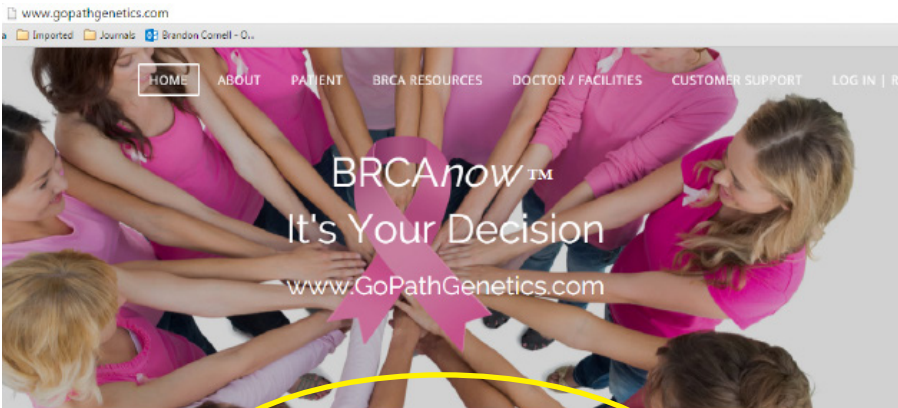 www.gopathgenetics.com
a Imported Journals Brandon Cornell - O...
HOME ABOUT PATIENT BRCA RESOURCES DOCTOR / FACILITIES CUSTOMER SUPPORT LOG IN | R
BRCAnow™
It's Your Decision
www.GoPathGenetics.com